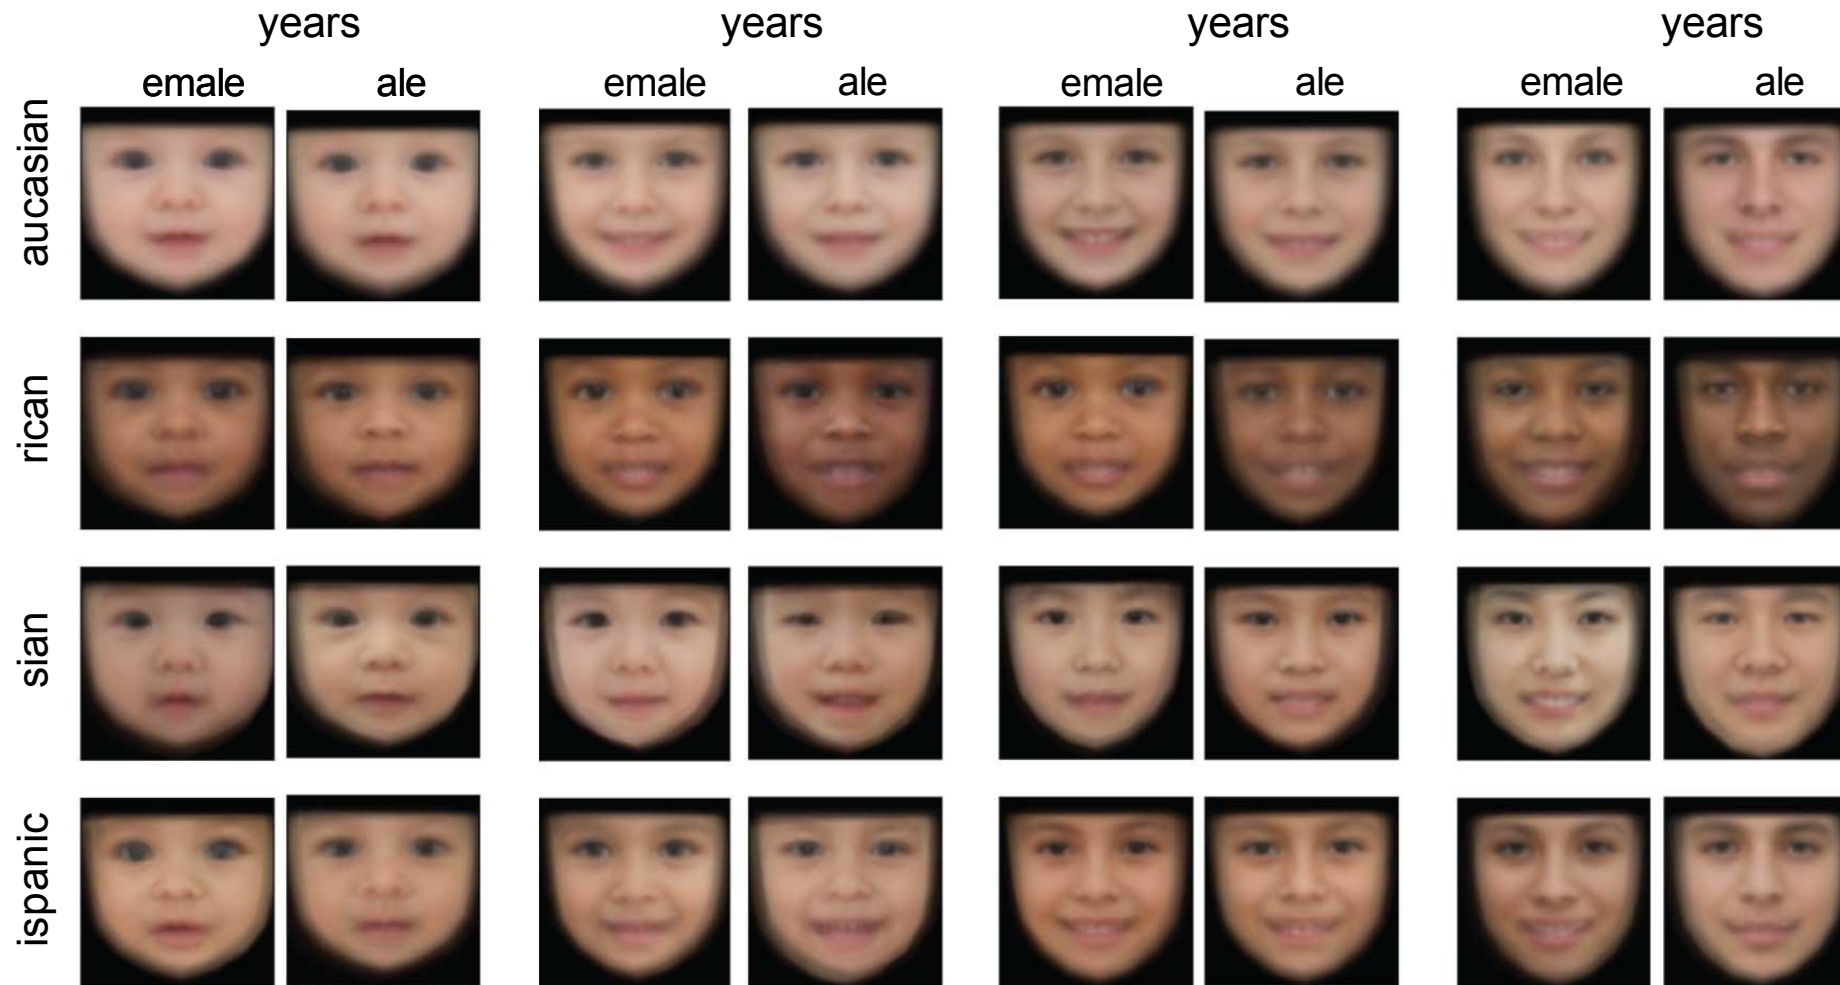 years years years years
emale ale emale ale emale ale emale ale
aucasian
rican
sian
ispanic